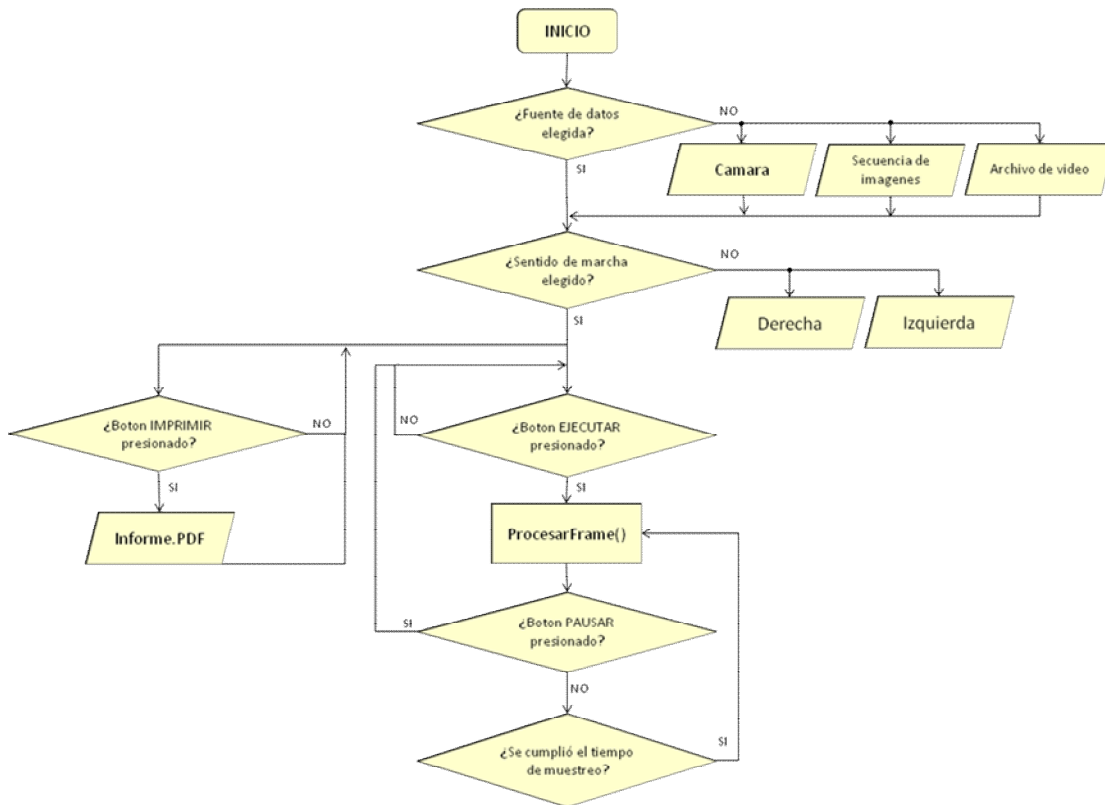 INICIO
¿Fuente de datos
elegida?
NO
SI
Camara
Secuencia de
imagenes
Archivo de video
¿Sentido de marcha
elegido?
NO
SI
Derecha
Izquierda
¿Boton IMPRIMIR
presionado?
NO
SI
Informe.PDF
¿Boton EJECUTAR
presionado?
NO
SI
ProcesarFrame()
¿Boton PAUSAR
presionado?
SI
NO
¿Se cumplió el tiempo
de muestreo?
SI